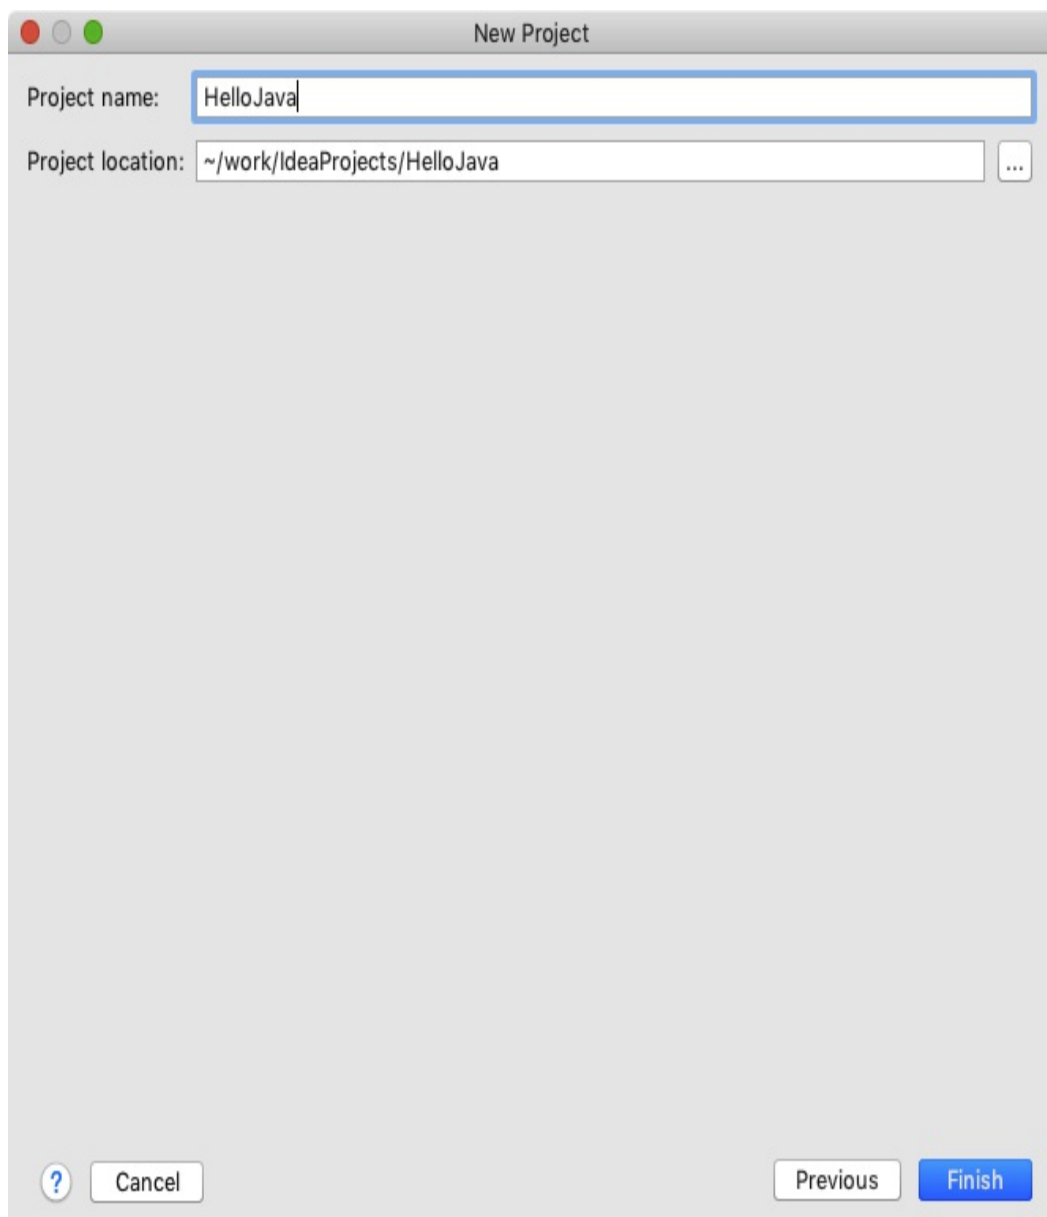 New Project
Project name: HelloJava
Project location: ~/work/IdeaProjects/HelloJava ...
? Cancel Previous Finish